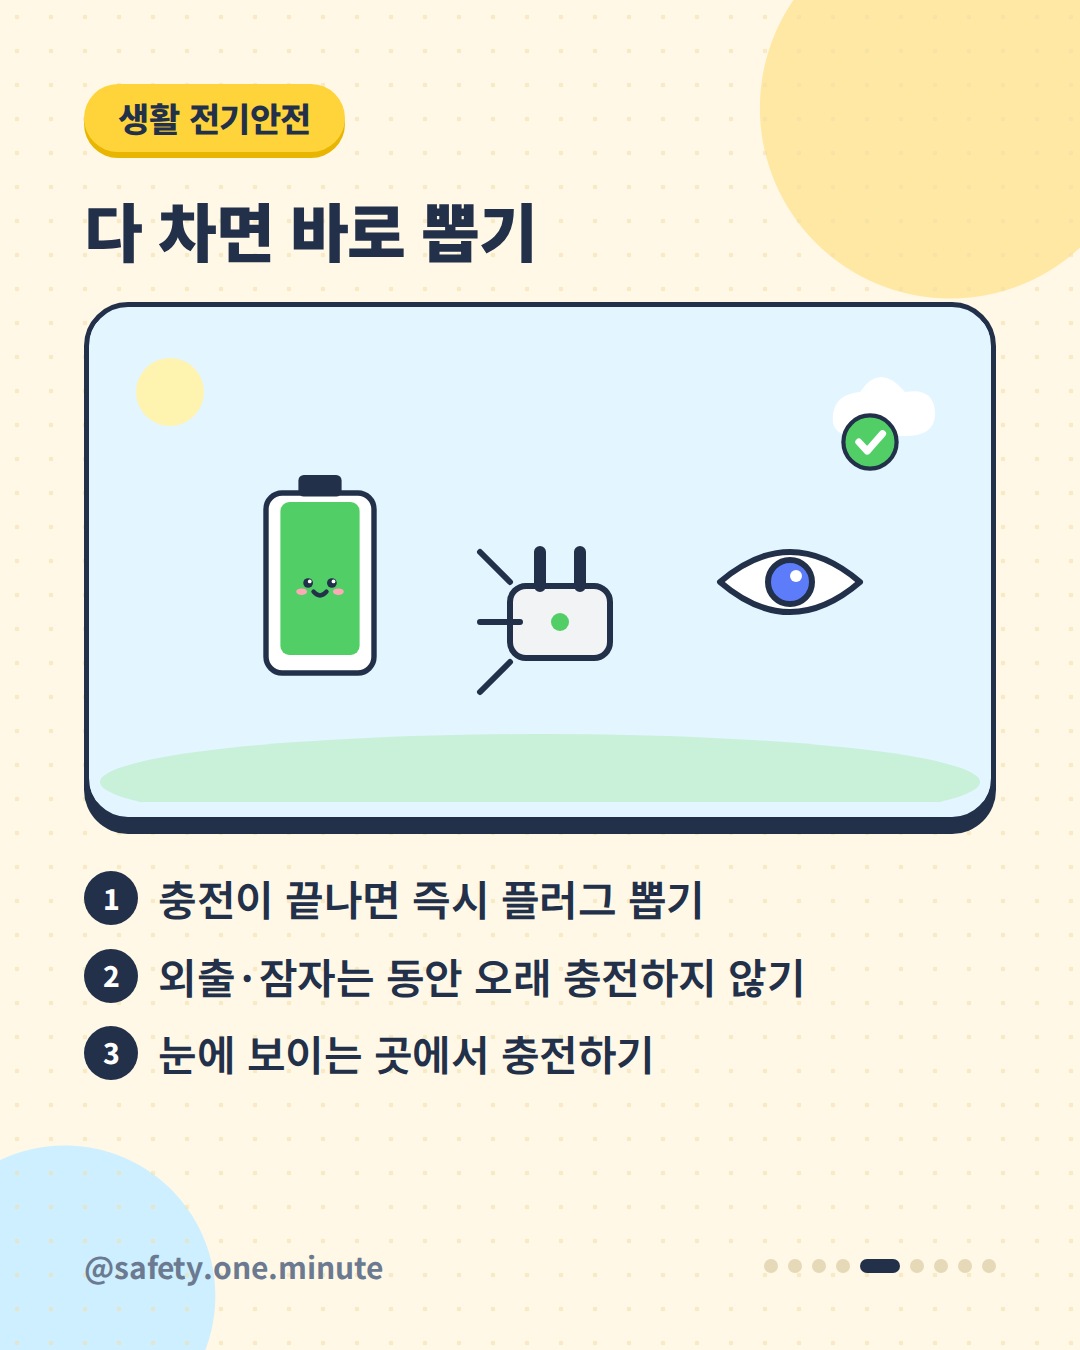 생활 전기안전
다 차면 바로 뽑기
1 충전이 끝나면 즉시 플러그 뽑기
2 외출·잠자는 동안 오래 충전하지 않기
3 눈에 보이는 곳에서 충전하기
@safety.one.minute